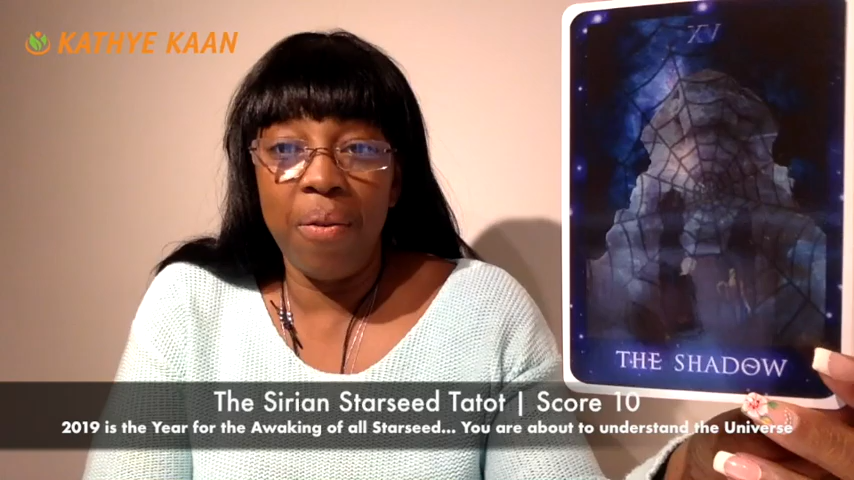 KATHYE KAAN
XV
THE SHADOW
The Sirian Starseed Tatot | Score 10
2019 is the Year for the Awaking of all Starseed... You are about to understand the Universe